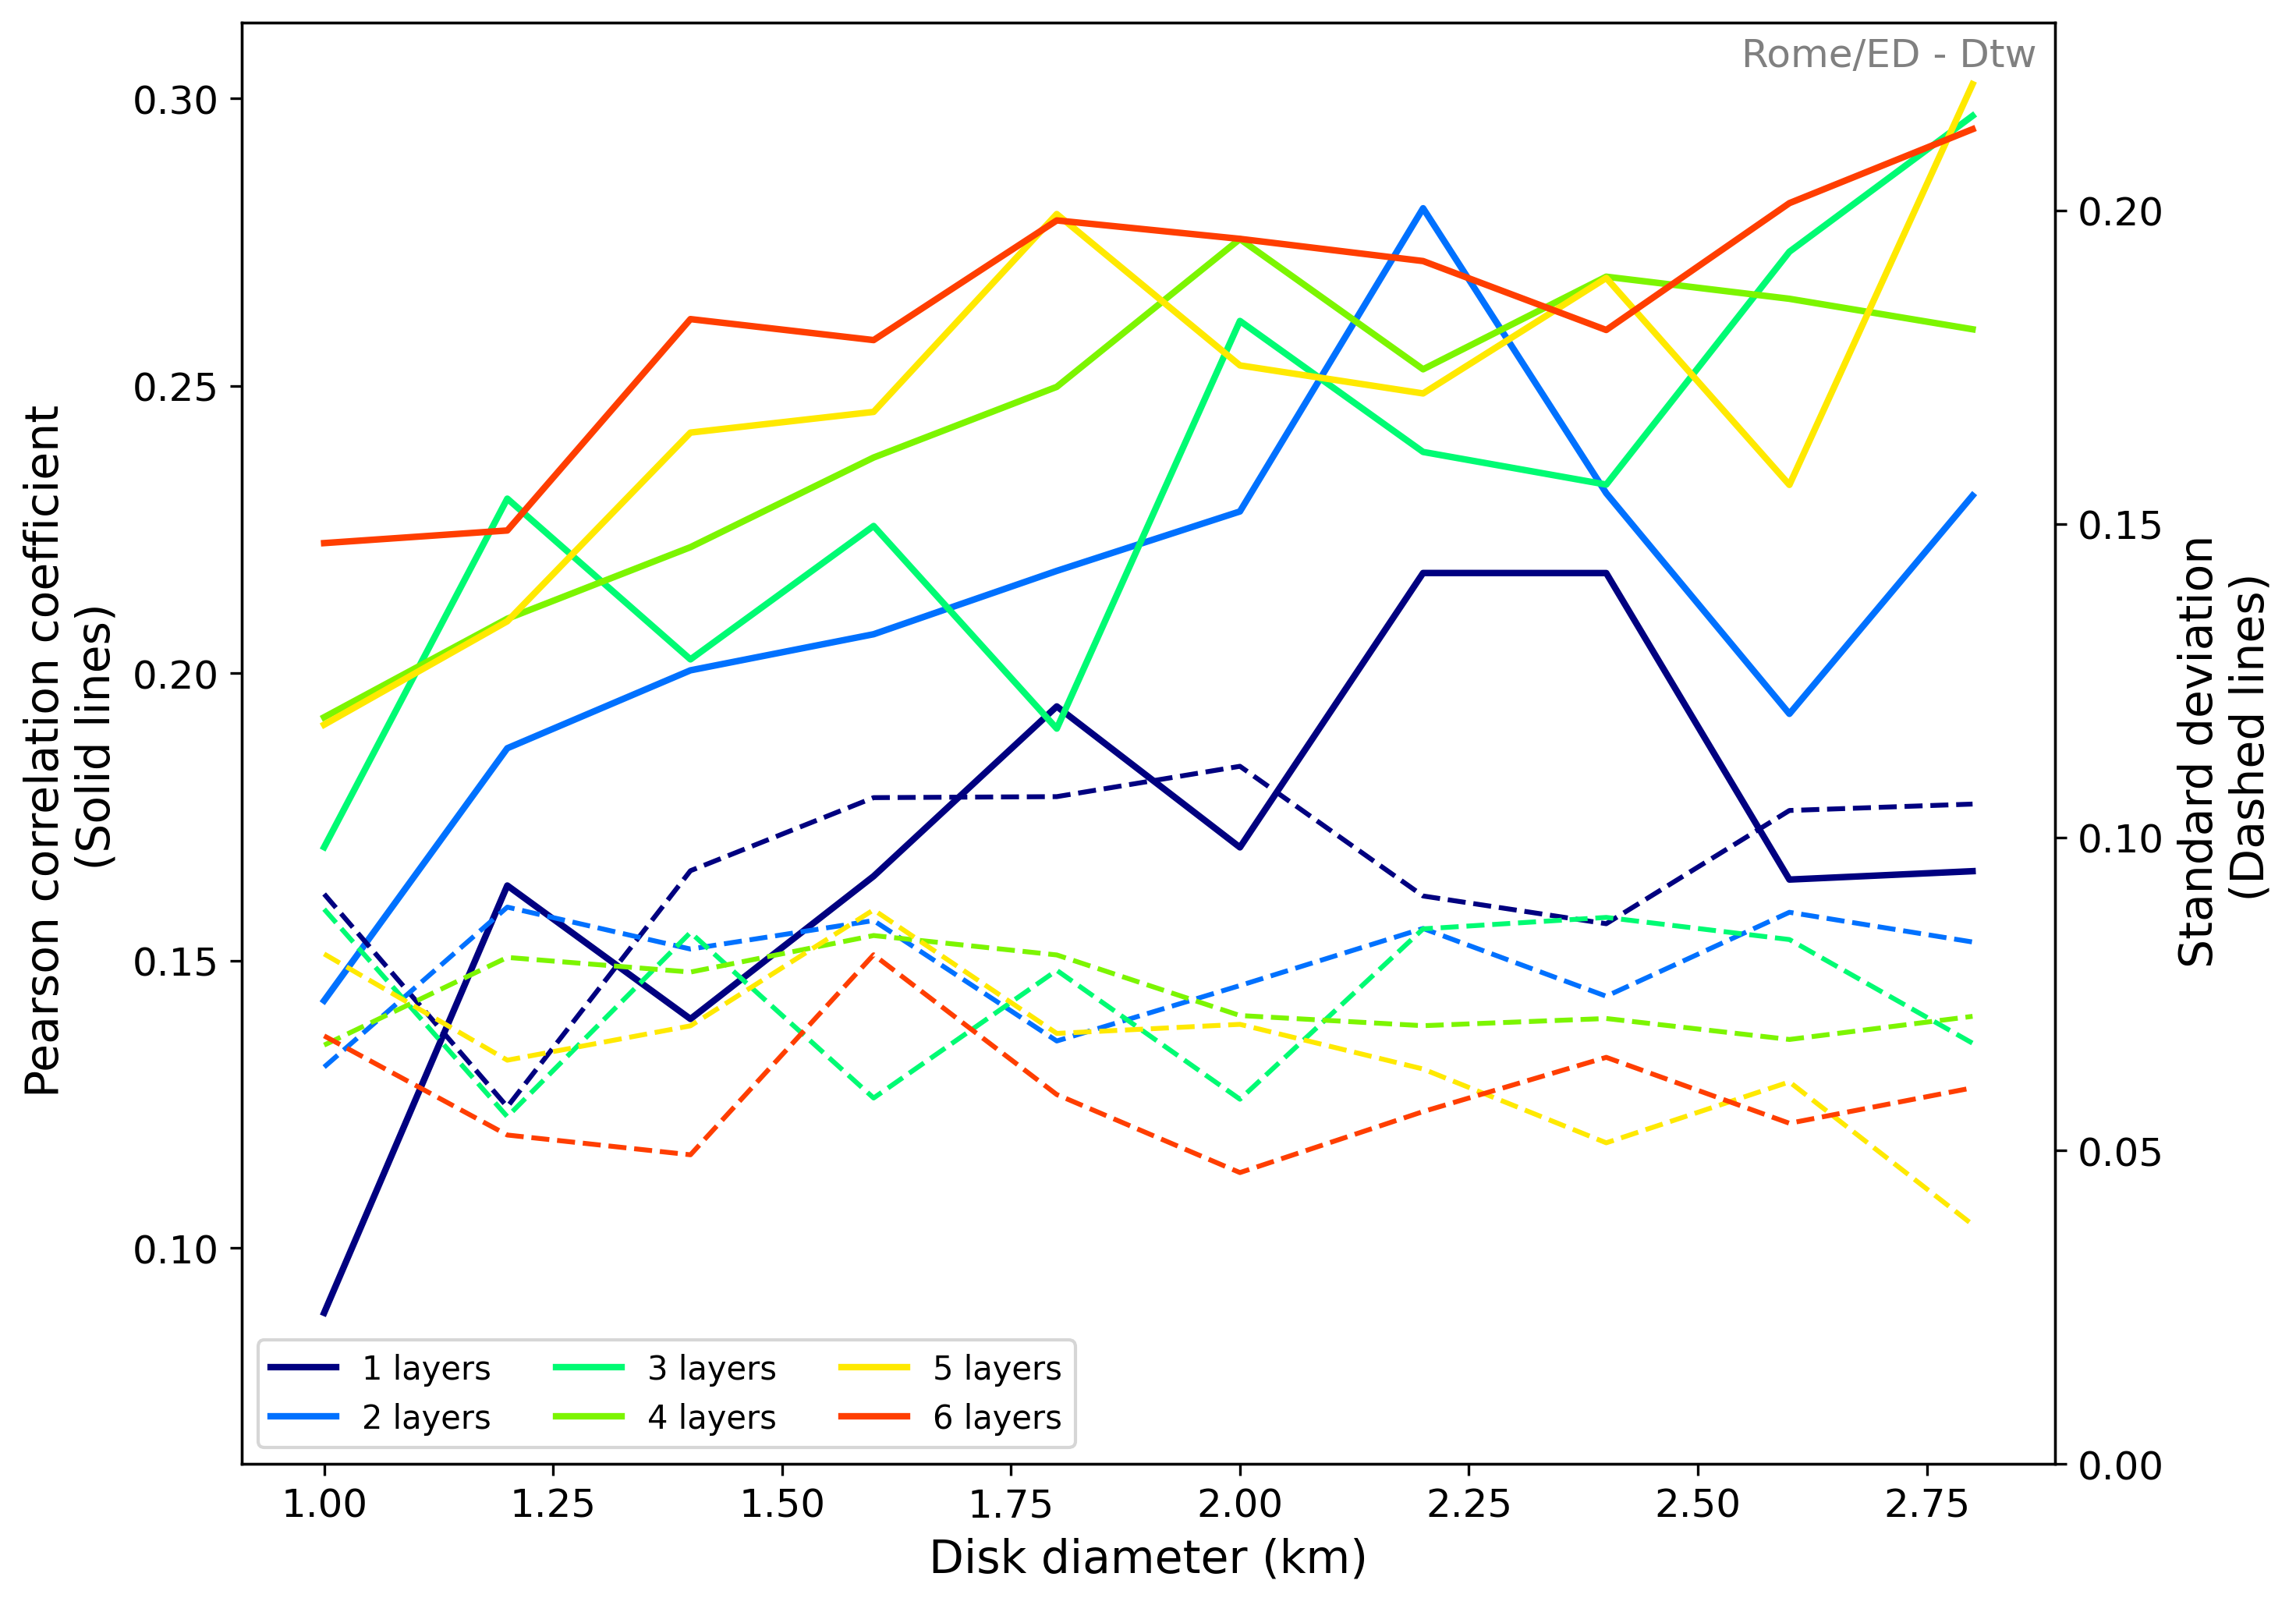 Rome/ED - Dtw
Pearson correlation coefficient
(Solid lines)
0.30
0.25
0.20
0.15
0.10
0.20
0.15
0.10
0.05
0.00
Standard deviation
(Dashed lines)
1 layers
2 layers
3 layers
4 layers
5 layers
6 layers
1.00 1.25 1.50 1.75 2.00 2.25 2.50 2.75
Disk diameter (km)